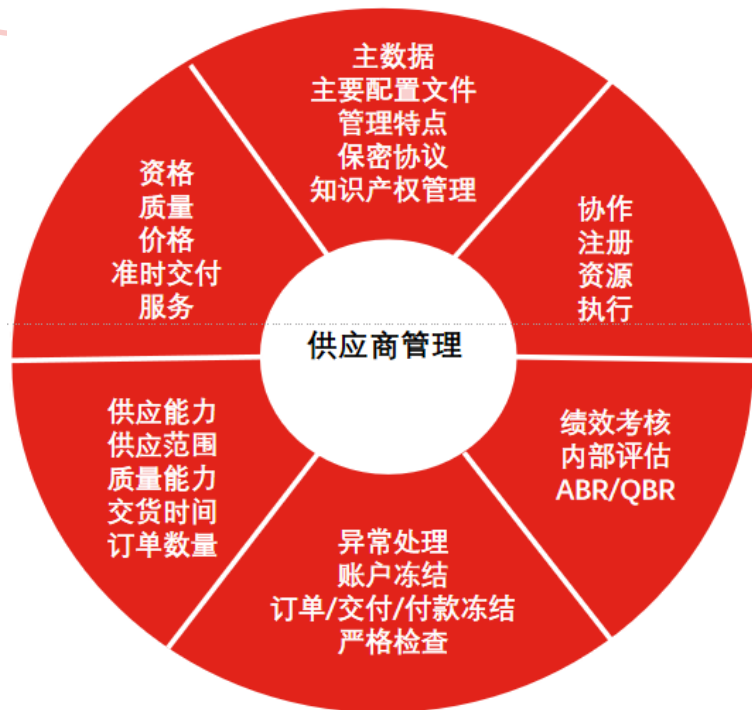 主数据
主要配置文件
管理特点
保密协议
知识产权管理
协作
注册
资源
执行
绩效考核
内部评估
ABR/QBR
异常处理
账户冻结
订单/交付/付款冻结
严格检查
供应能力
供应范围
质量能力
交货时间
订单数量
资格
质量
价格
准时交付
服务
供应商管理